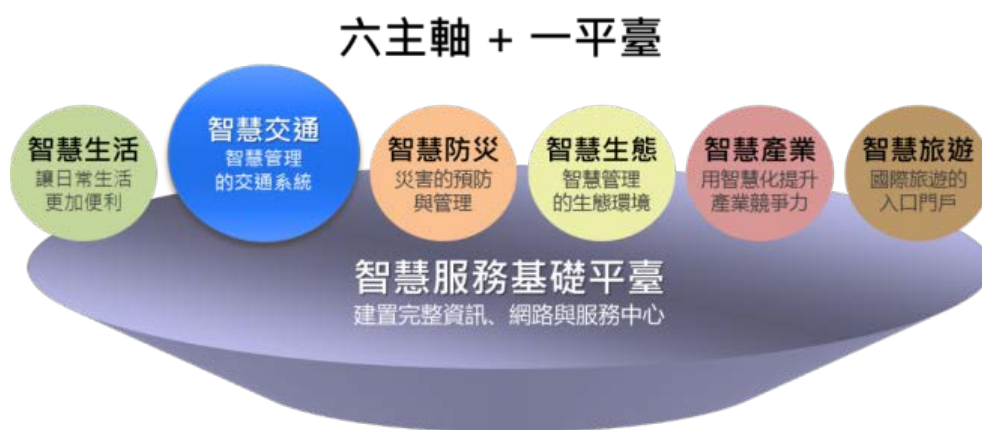 六主軸 + 一平臺
智慧生活
讓日常生活
更加便利
智慧交通
智慧管理
的交通系統
智慧防災
災害的預防
與管理
智慧生態
智慧管理
的生態環境
智慧產業
用智慧化提升
產業競爭力
智慧旅遊
國際旅遊的
入口門戶
智慧服務基礎平臺
建置完整資訊、網路與服務中心